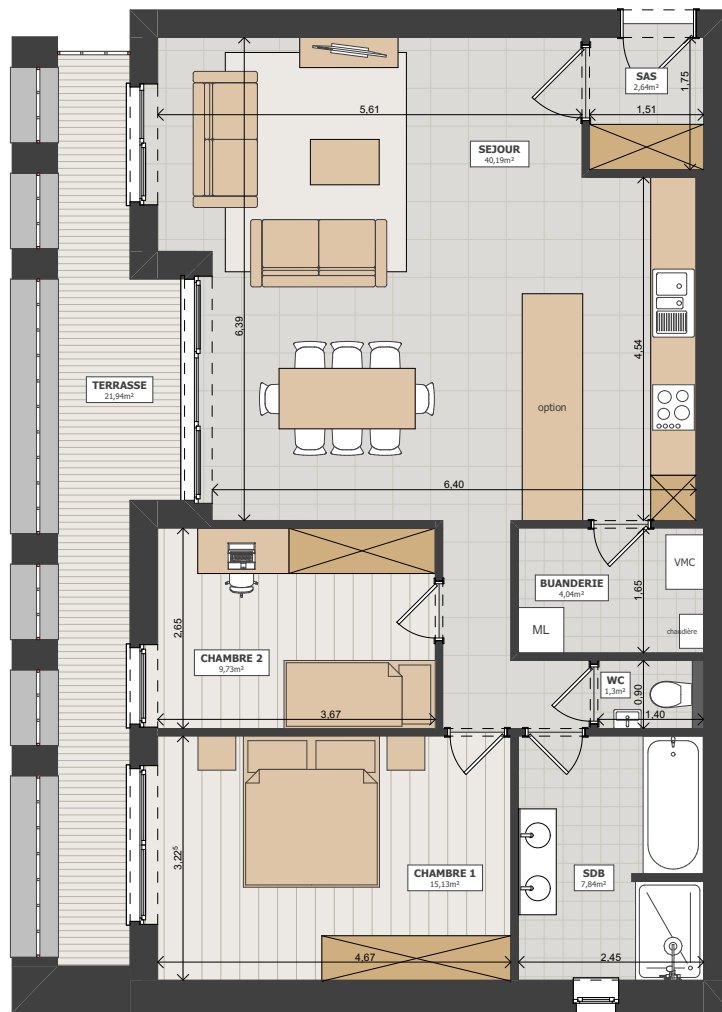 SAS
2,64m²
1,75
1,51
5,61
SEJOUR
40,19m²
6,39
4,54
TERRASSE
21,94m²
option
6,40
BUANDERIE
4,04m²
1,65
VMC
ML
chaudière
2,65
CHAMBRE 2
9,73m²
3,67
WC
1,3m²
0,90
1,40
3,22⁵
CHAMBRE 1
15,13m²
4,67
SDB
7,84m²
2,45